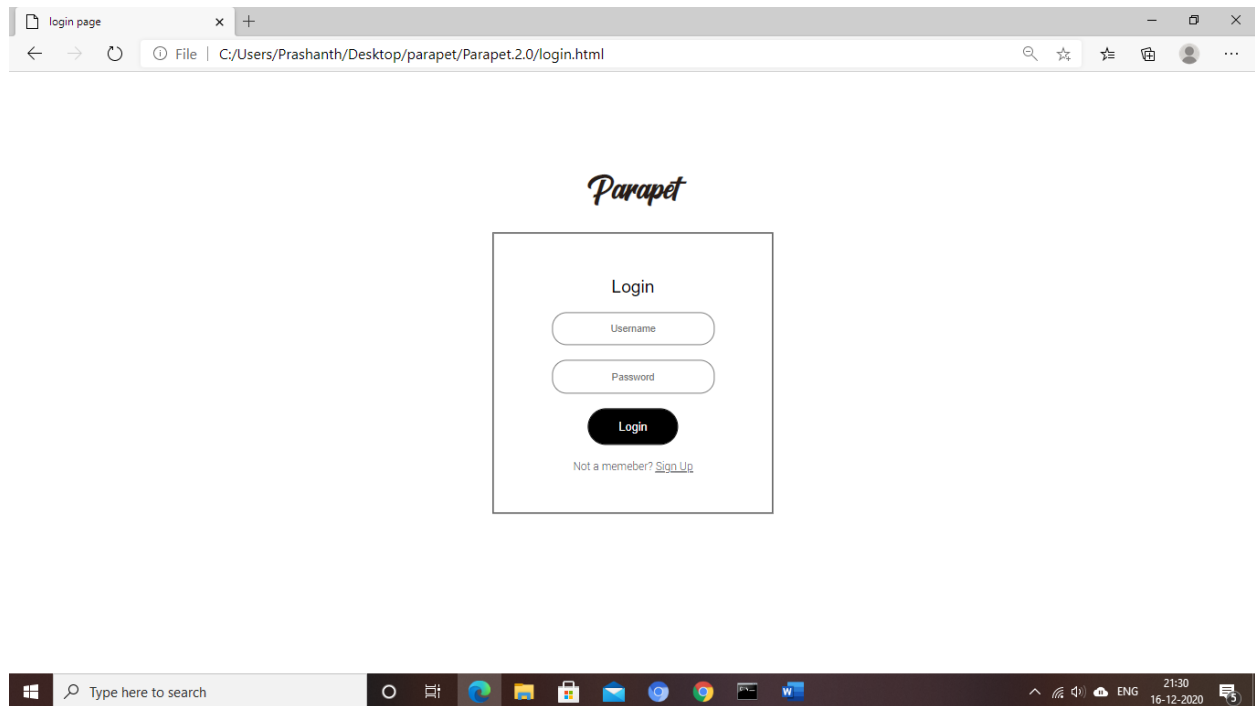 login page
File | C:/Users/Prashanth/Desktop/parapet/Parapet.2.0/login.html
Parapet
Login
Username
Password
Login
Not a memeber? Sign Up
Type here to search
ENG
21:30
16-12-2020
5